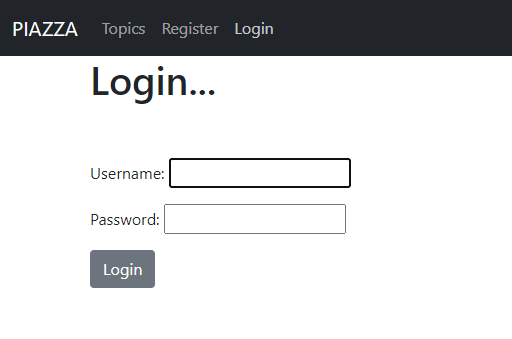 PIAZZA Topics Register Login
Login...
Username:
Password:
Login